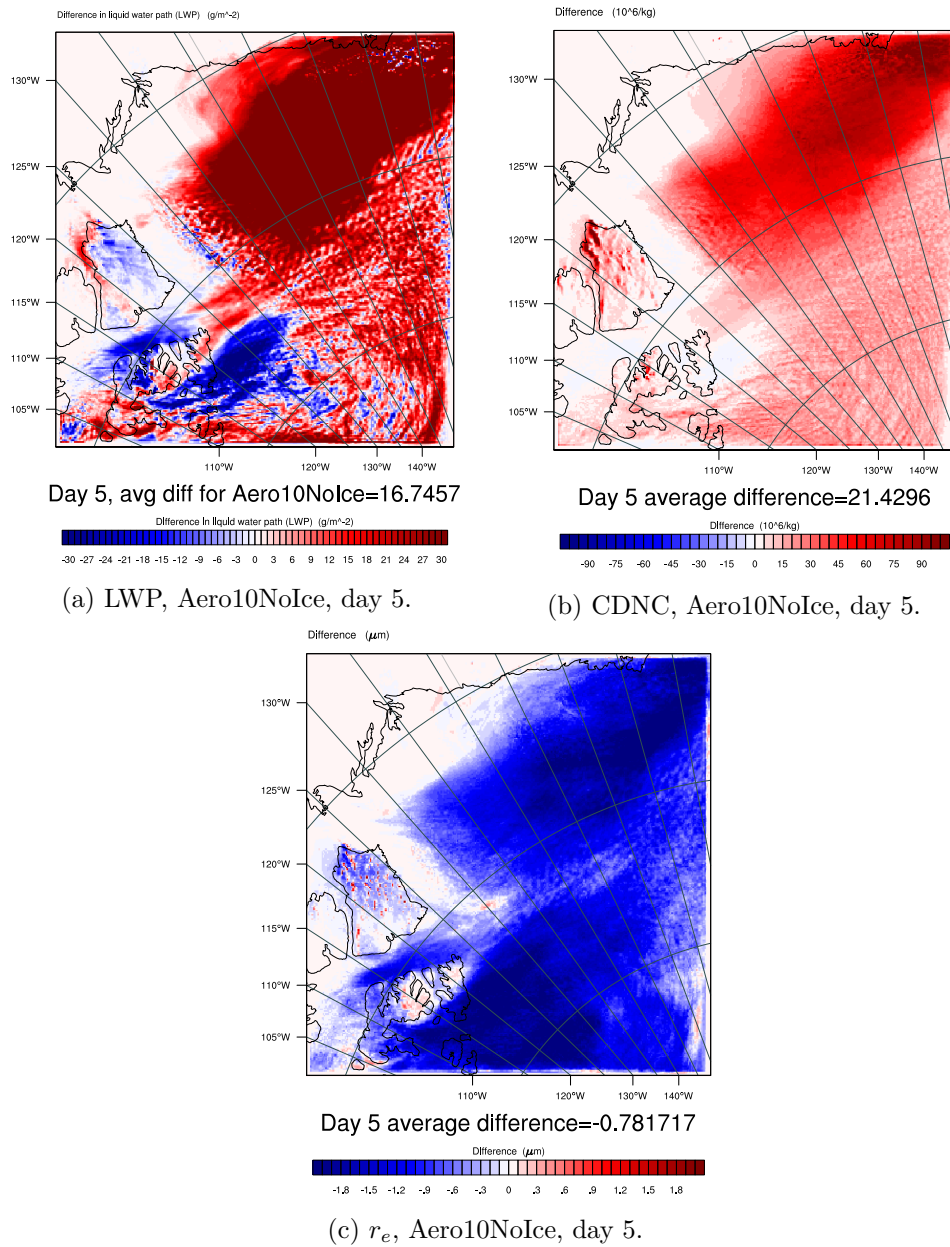 Difference in liquid water path (LWP) (g/m^-2)
130°W
125°W
120°W
115°W
110°W
105°W
110°W 120°W 130°W 140°W
Day 5, avg diff for Aero10NoIce=16.7457
Difference in liquid water path (LWP) (g/m^-2)
-30 -27 -24 -21 -18 -15 -12 -9 -6 -3 0 3 6 9 12 15 18 21 24 27 30
(a) LWP, Aero10NoIce, day 5.
Difference (10^6/kg)
130°W
125°W
120°W
115°W
110°W
105°W
110°W 120°W 130°W 140°W
Day 5 average difference=21.4296
Difference (10^6/kg)
-90 -75 -60 -45 -30 -15 0 15 30 45 60 75 90
(b) CDNC, Aero10NoIce, day 5.
Difference (μm)
130°W
125°W
120°W
115°W
110°W
105°W
110°W 120°W 130°W 140°W
Day 5 average difference=-0.781717
Difference (μm)
-1.8 -1.5 -1.2 -.9 -.6 -.3 0 .3 .6 .9 1.2 1.5 1.8
(c) r_e, Aero10NoIce, day 5.